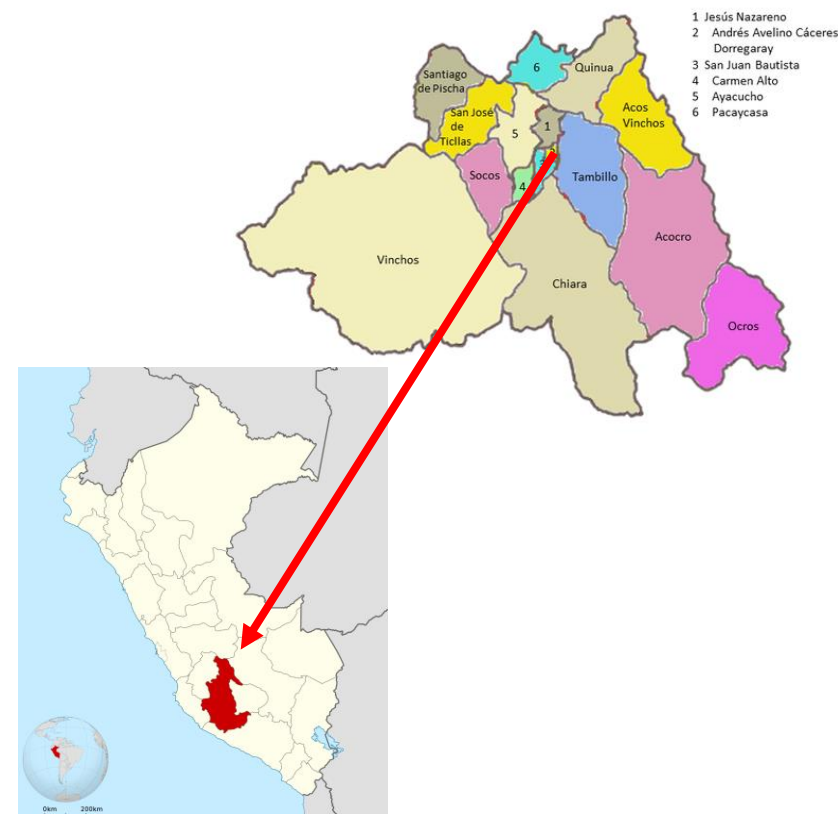 1 Jesús Nazareno
2 Andrés Avelino Cáceres
Dorregaray
3 San Juan Bautista
4 Carmen Alto
5 Ayacucho
6 Pacaycasa
6
Quinua
Santiago
de Pischa
Acos
Vinchos
San José
de
Ticllas
5
1
Socos
4
Tambillo
Acocro
Vinchos
Chiara
Ocros
0km 200km